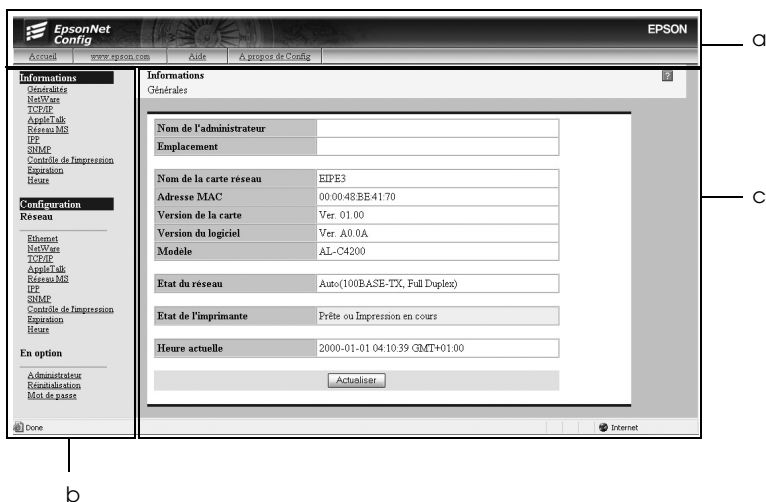 EpsonNet
Config
EPSON
Accueil
www.epson.com
Aide
A propos de Config
a
Informations
Généralités
NetWare
TCP/IP
AppleTalk
Réseau MS
IPP
SNMP
Contrôle de l'impression
Expiration
Heure
Configuration
Réseau
Ethernet
NetWare
TCP/IP
AppleTalk
Réseau MS
IPP
SNMP
Contrôle de l'impression
Expiration
Heure
En option
Administrateur
Réinitialisation
Mot de passe
Informations
?
Générales
Nom de l'administrateur
Emplacement
Nom de la carte réseau EIPE3
Adresse MAC 00:00:48:BE:41:70
Version de la carte Ver. 01.00
Version du logiciel Ver. A0.0A
Modèle AL-C4200
Etat du réseau Auto(100BASE-TX, Full Duplex)
Etat de l'imprimante Prête ou Impression en cours
Heure actuelle 2000-01-01 04:10:39 GMT+01:00
Actualiser
c
Done
Internet
b